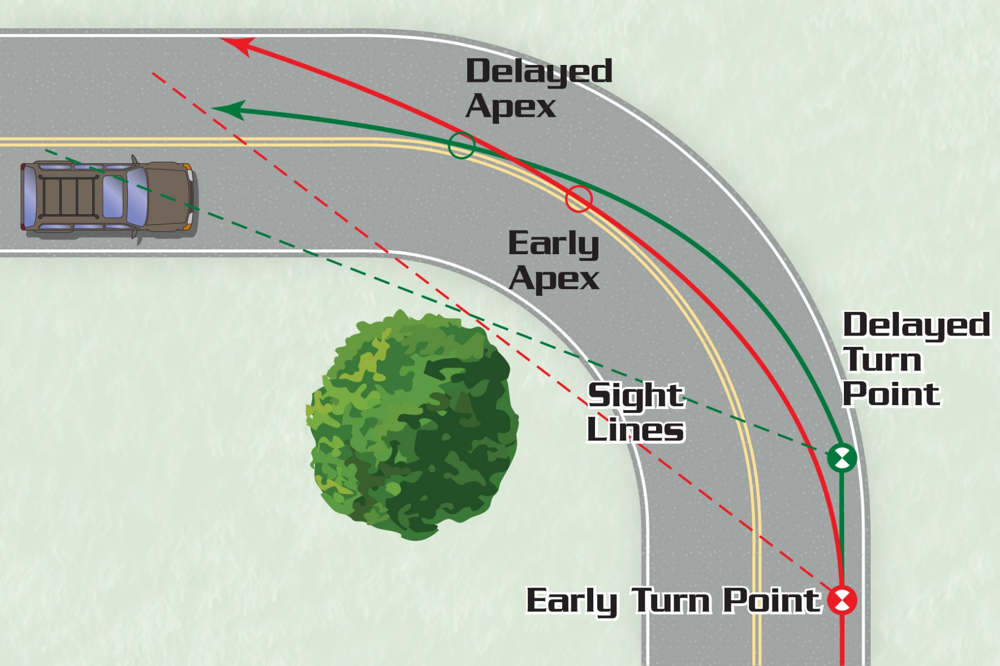 Delayed
Apex
Early
Apex
Delayed
Turn
Point
Sight
Lines
Early Turn Point